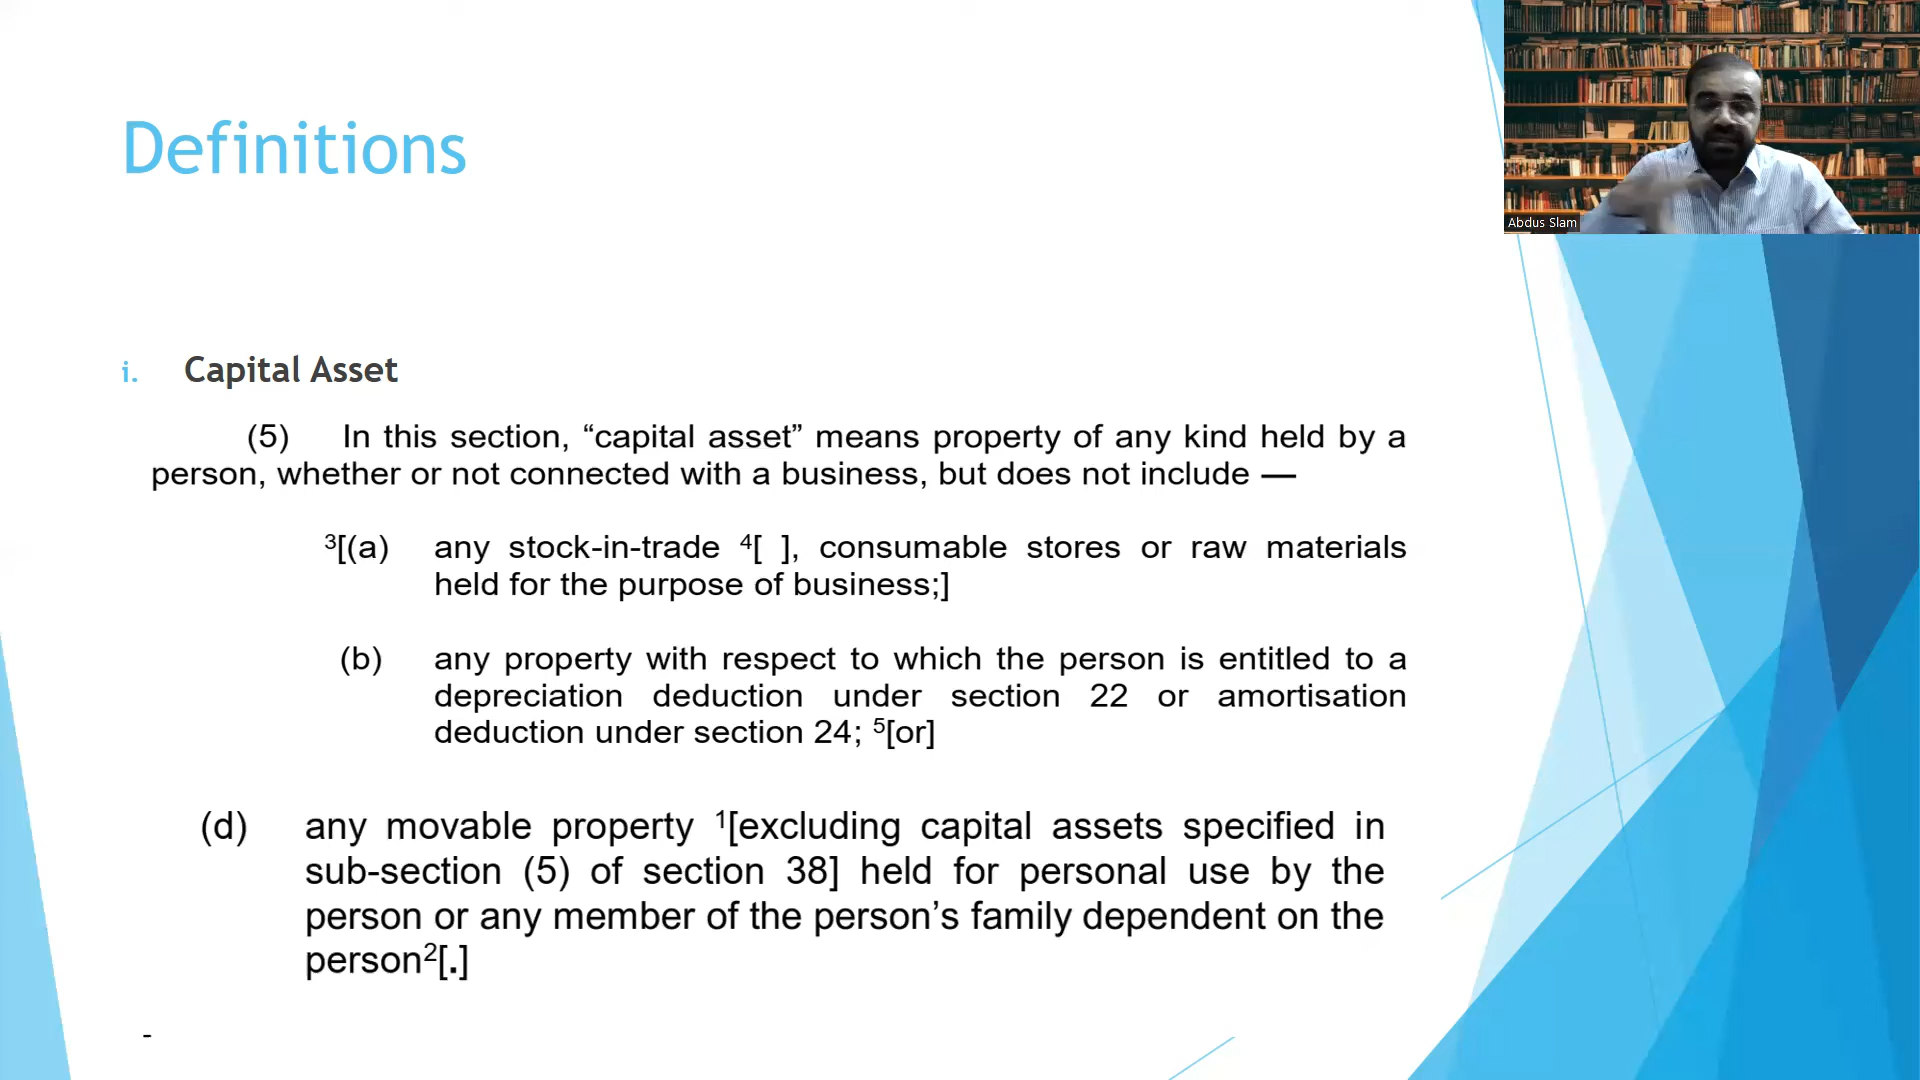 Definitions
Abdus Slam
i. Capital Asset
(5) In this section, “capital asset” means property of any kind held by a
person, whether or not connected with a business, but does not include —
3[(a) any stock-in-trade 4[ ], consumable stores or raw materials
held for the purpose of business;]
(b) any property with respect to which the person is entitled to a
depreciation deduction under section 22 or amortisation
deduction under section 24; 5[or]
(d) any movable property 1[excluding capital assets specified in
sub-section (5) of section 38] held for personal use by the
person or any member of the person’s family dependent on the
person2[.]
-